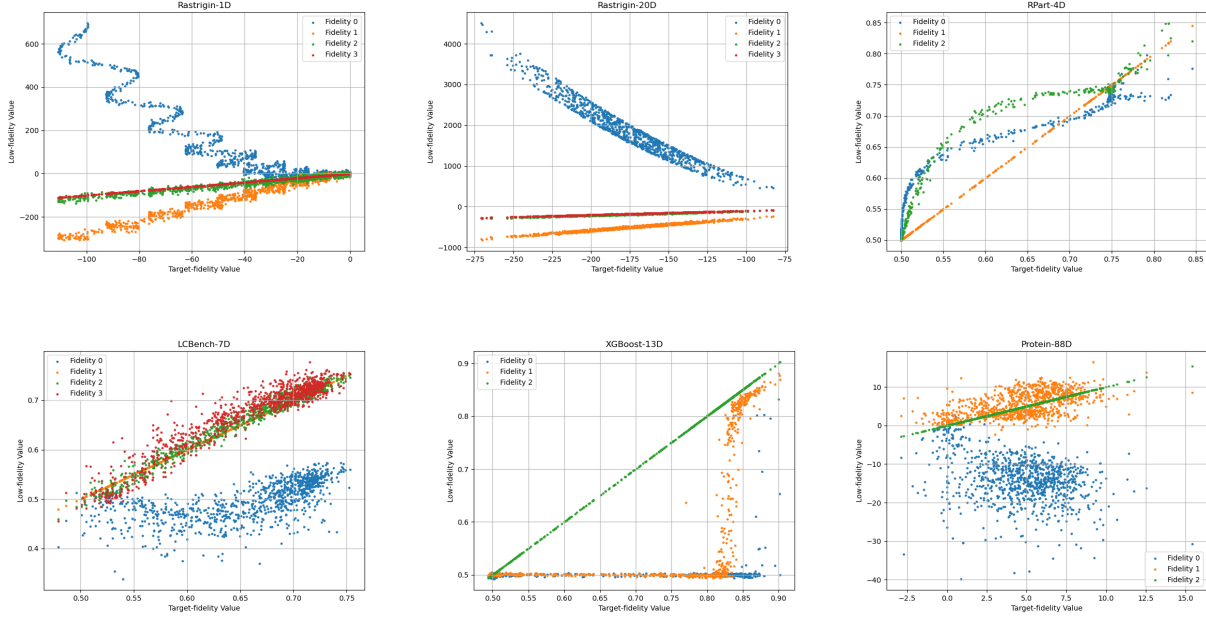 Rastrigin-1D
Low-fidelity Value
600
400
200
0
−200
−100
−80
−60
−40
−20
0
Target-fidelity Value
Fidelity 0
Fidelity 1
Fidelity 2
Fidelity 3
Rastrigin-20D
Low-fidelity Value
4000
3000
2000
1000
0
−1000
−275
−250
−225
−200
−175
−150
−125
−100
−75
Target-fidelity Value
Fidelity 0
Fidelity 1
Fidelity 2
Fidelity 3
RPart-4D
Low-fidelity Value
0.85
0.80
0.75
0.70
0.65
0.60
0.55
0.50
0.50
0.55
0.60
0.65
0.70
0.75
0.80
0.85
Target-fidelity Value
Fidelity 0
Fidelity 1
Fidelity 2
LCBench-7D
Low-fidelity Value
0.7
0.6
0.5
0.4
0.50
0.55
0.60
0.65
0.70
0.75
Target-fidelity Value
Fidelity 0
Fidelity 1
Fidelity 2
Fidelity 3
XGBoost-13D
Low-fidelity Value
0.9
0.8
0.7
0.6
0.5
0.50
0.55
0.60
0.65
0.70
0.75
0.80
0.85
0.90
Target-fidelity Value
Fidelity 0
Fidelity 1
Fidelity 2
Protein-88D
Low-fidelity Value
10
0
−10
−20
−30
−40
−2.5
0.0
2.5
5.0
7.5
10.0
12.5
15.0
Target-fidelity Value
Fidelity 0
Fidelity 1
Fidelity 2